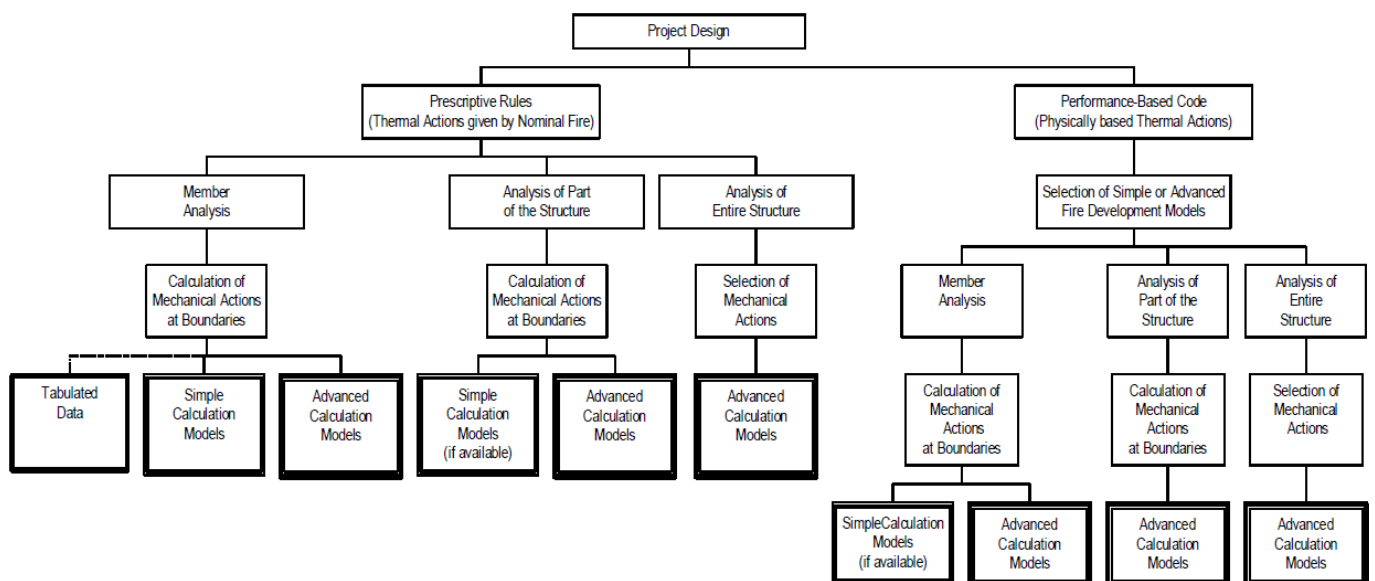 Project Design
Prescriptive Rules
(Thermal Actions given by Nominal Fire)
Performance-Based Code
(Physically based Thermal Actions)
Member
Analysis
Analysis of Part
of the Structure
Analysis of
Entire Structure
Selection of Simple or Advanced
Fire Development Models
Calculation of
Mechanical Actions
at Boundaries
Calculation of
Mechanical Actions
at Boundaries
Selection of
Mechanical
Actions
Member
Analysis
Analysis of
Part of the
Structure
Analysis of
Entire
Structure
Tabulated
Data
Simple
Calculation
Models
Advanced
Calculation
Models
Simple
Calculation
Models
(if available)
Advanced
Calculation
Models
Advanced
Calculation
Models
Calculation of
Mechanical
Actions
at Boundaries
Calculation of
Mechanical
Actions
at Boundaries
Selection of
Mechanical
Actions
SimpleCalculation
Models
(if available)
Advanced
Calculation
Models
Advanced
Calculation
Models
Advanced
Calculation
Models